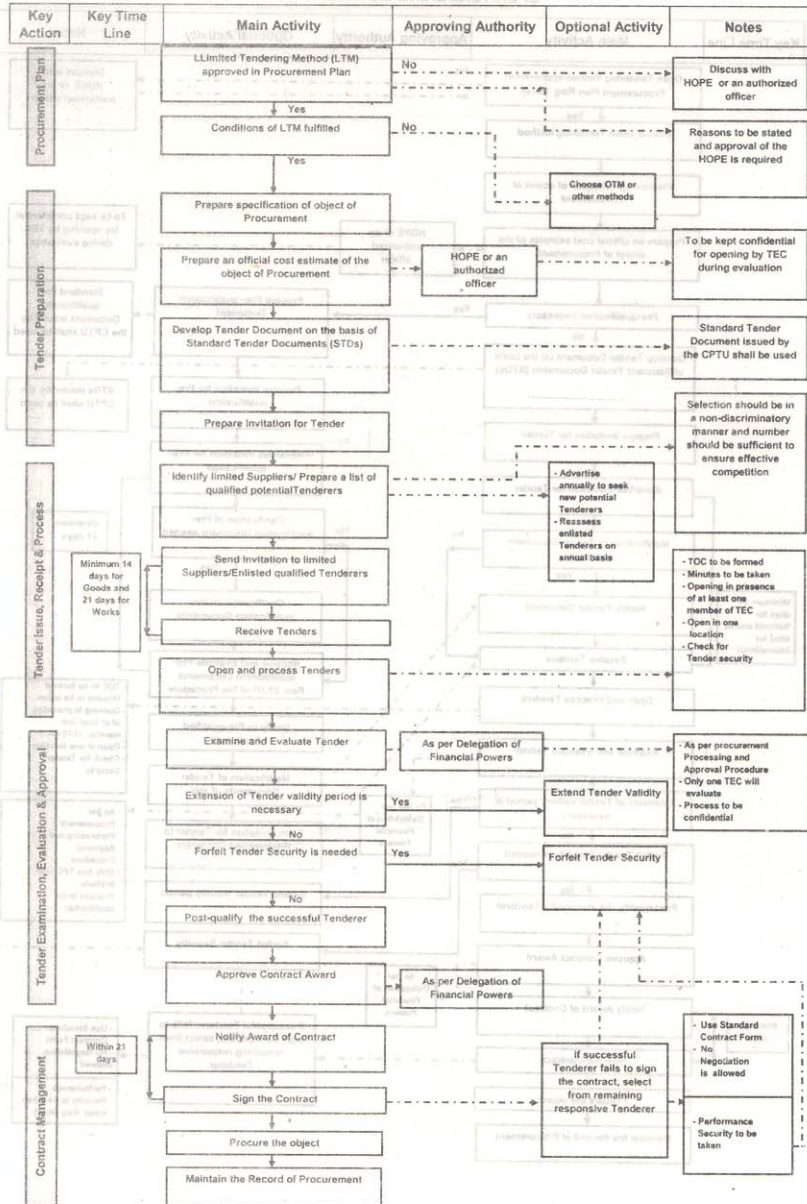 Key
Action
Key Time
Line
Main Activity
Approving Authority
Optional Activity
Notes
Procurement Plan
LLimited Tendering Method (LTM)
approved in Procurement Plan
No
Discuss with
HOPE or an authorized
officer
Yes
Conditions of LTM fulfilled
No
Reasons to be stated
and approval of the
HOPE is required
Yes
Choose OTM or
other methods
Tender Preparation
Prepare specification of object of
Procurement
Prepare an official cost estimate of the
object of Procurement
HOPE or an
authorized
officer
To be kept confidential
for opening by TEC
during evaluation
Develop Tender Document on the basis of
Standard Tender Documents (STDs)
Standard Tender
Document issued by
the CPTU shall be used
Prepare Invitation for Tender
Selection should be in
a non-discriminatory
manner and number
should be sufficient to
ensure effective
competition
Tander Issue, Receipt & Process
Identify limited Suppliers/ Prepare a list of
qualified potentialTenderers
- Advertise
annually to seek
new potential
Tenderers
- Reassess
enlisted
Tenderers on
annual basis
Minimum 14
days for
Goods and
21 days for
Works
Send Invitation to limited
Suppliers/Enlisted qualified Tenderers
Receive Tenders
Open and process Tenders
- TOC to be formed
- Minutes to be taken
- Opening in presence
of at least one
member of TEC
- Open in one
location
- Check for
Tender security
Tender Examination, Evaluation & Approval
Examine and Evaluate Tender
As per Delegation of
Financial Powers
- As per procurement
Processing and
Approval Procedure
- Only one TEC will
evaluate
- Process to be
confidential
Extension of Tender validity period is
necessary
Yes
Extend Tender Validity
No
Forfeit Tender Security is needed
Yes
Forfeit Tender Security
No
Post-qualify the successful Tenderer
Approve Contract Award
As per Delegation of
Financial Powers
Contract Management
Within 21
days
Notify Award of Contract
Sign the Contract
If successful
Tenderer fails to
sign the contract, select
from remaining
responsive Tenderer
- Use Standard
Contract Form
- No
Negotiation
is allowed
- Performance
Security to be
taken
Procure the object
Maintain the Record of Procurement